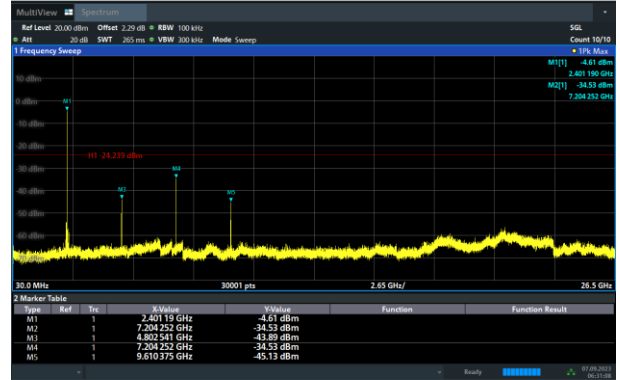 MultiView Spectrum
Ref Level 20.00 dBm Offset 2.29 dB RBW 100 kHz SGL
Att 20 dB SWT 265 ms VBW 300 kHz Mode Sweep Count 10/10
1 Frequency Sweep 1Pk Max
M1[1] -4.61 dBm
2.401 190 GHz
M2[1] -34.53 dBm
7.204 252 GHz
10 dBm
0 dBm
M1
-10 dBm
-20 dBm
H1 -24.239 dBm
-30 dBm
M4
-40 dBm
M3
M5
-50 dBm
-60 dBm
30.0 MHz 30001 pts 2.65 GHz/ 26.5 GHz
2 Marker Table
Type Ref Trc X-Value Y-Value Function Function Result
M1 1 2.401 19 GHz -4.61 dBm
M2 1 7.204 252 GHz -34.53 dBm
M3 1 4.802 541 GHz -43.89 dBm
M4 1 7.204 252 GHz -34.53 dBm
M5 1 9.610 375 GHz -45.13 dBm
Ready 07.09.2023
06:31:08